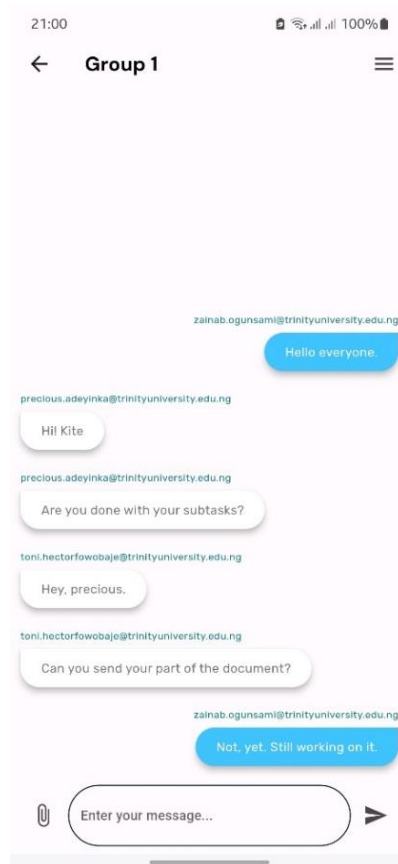 21:00 100%
Group 1
zainab.ogunsami@trinityuniversity.edu.ng
Hello everyone.
precious.adeyinka@trinityuniversity.edu.ng
Hi! Kite
precious.adeyinka@trinityuniversity.edu.ng
Are you done with your subtasks?
toni.hectorfowobaje@trinityuniversity.edu.ng
Hey, precious.
toni.hectorfowobaje@trinityuniversity.edu.ng
Can you send your part of the document?
zainab.ogunsami@trinityuniversity.edu.ng
Not, yet. Still working on it.
Enter your message...